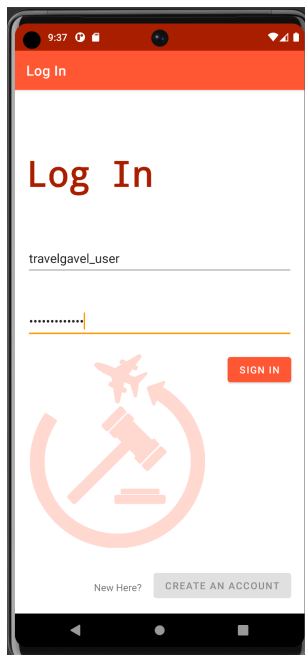 9:37
Log In
Log In
travelgavel_user
•••••••••••••
SIGN IN
New Here?
CREATE AN ACCOUNT